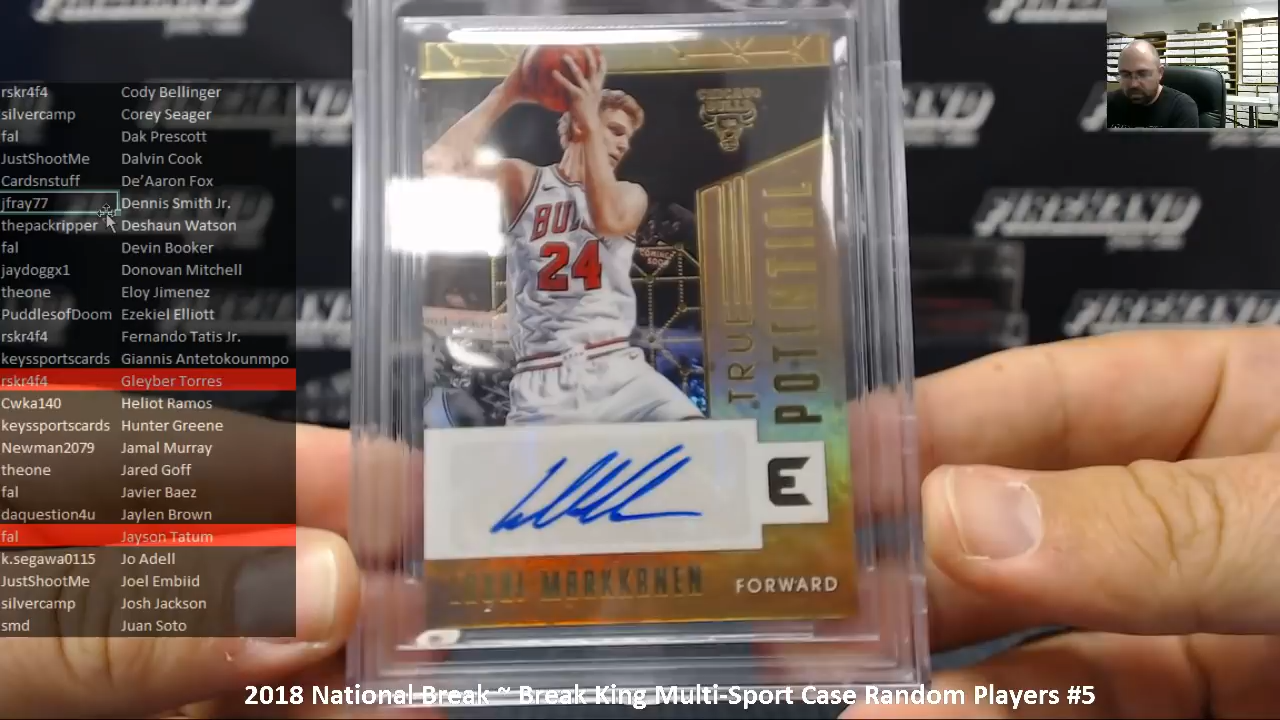 rskr4f4 Cody Bellinger
silvercamp Corey Seager
fal Dak Prescott
JustShootMe Dalvin Cook
Cardsnstuff De’Aaron Fox
jfray77 Dennis Smith Jr.
thepackripper Deshaun Watson
fal Devin Booker
jaydoggx1 Donovan Mitchell
theone Eloy Jimenez
PuddlesofDoom Ezekiel Elliott
rskr4f4 Fernando Tatis Jr.
keyssportscards Giannis Antetokounmpo
rskr4f4 Gleyber Torres
Cwka140 Heliot Ramos
keyssportscards Hunter Greene
Newman2079 Jamal Murray
theone Jared Goff
fal Javier Baez
daquestion4u Jaylen Brown
fal Jayson Tatum
k.segawa0115 Jo Adell
JustShootMe Joel Embiid
silvercamp Josh Jackson
smd Juan Soto
CHICAGO
BULLS
BULLS
24
COMING
SOON
TRUE
POTENTIAL
E
MARKKANEN
FORWARD
2018 National Break ~ Break King Multi-Sport Case Random Players #5